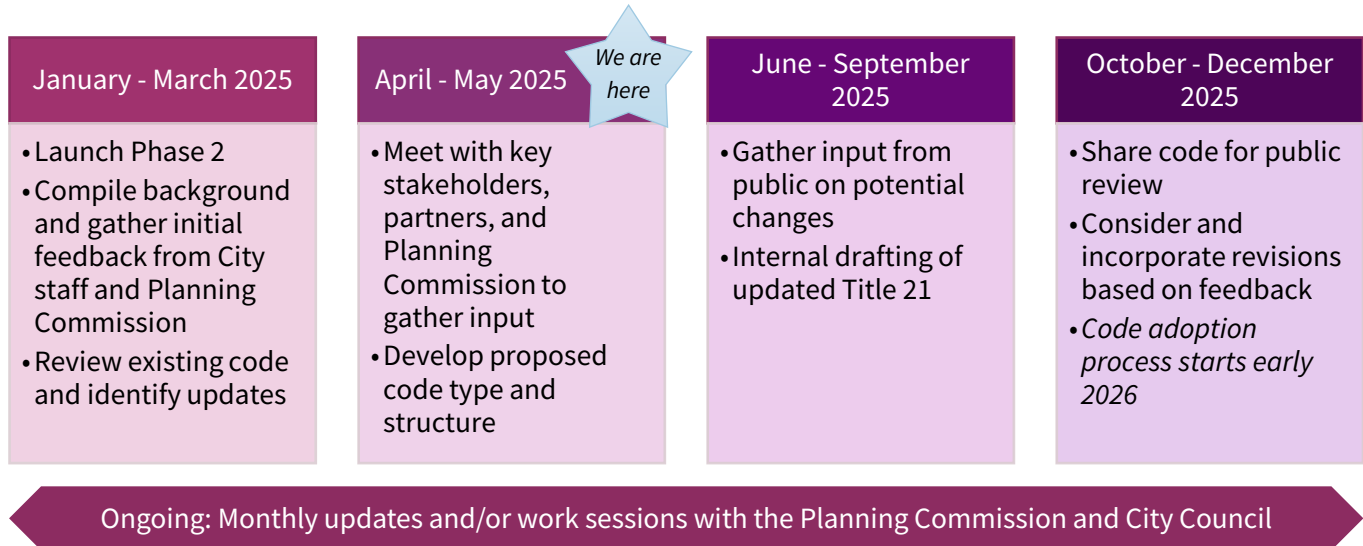 January - March 2025
• Launch Phase 2
• Compile background
and gather initial
feedback from City
staff and Planning
Commission
• Review existing code
and identify updates
April - May 2025
We are
here
• Meet with key
stakeholders,
partners, and
Planning
Commission to
gather input
• Develop proposed
code type and
structure
June - September
2025
• Gather input from
public on potential
changes
• Internal drafting of
updated Title 21
October - December
2025
• Share code for public
review
• Consider and
incorporate revisions
based on feedback
• Code adoption
process starts early
2026
Ongoing: Monthly updates and/or work sessions with the Planning Commission and City Council